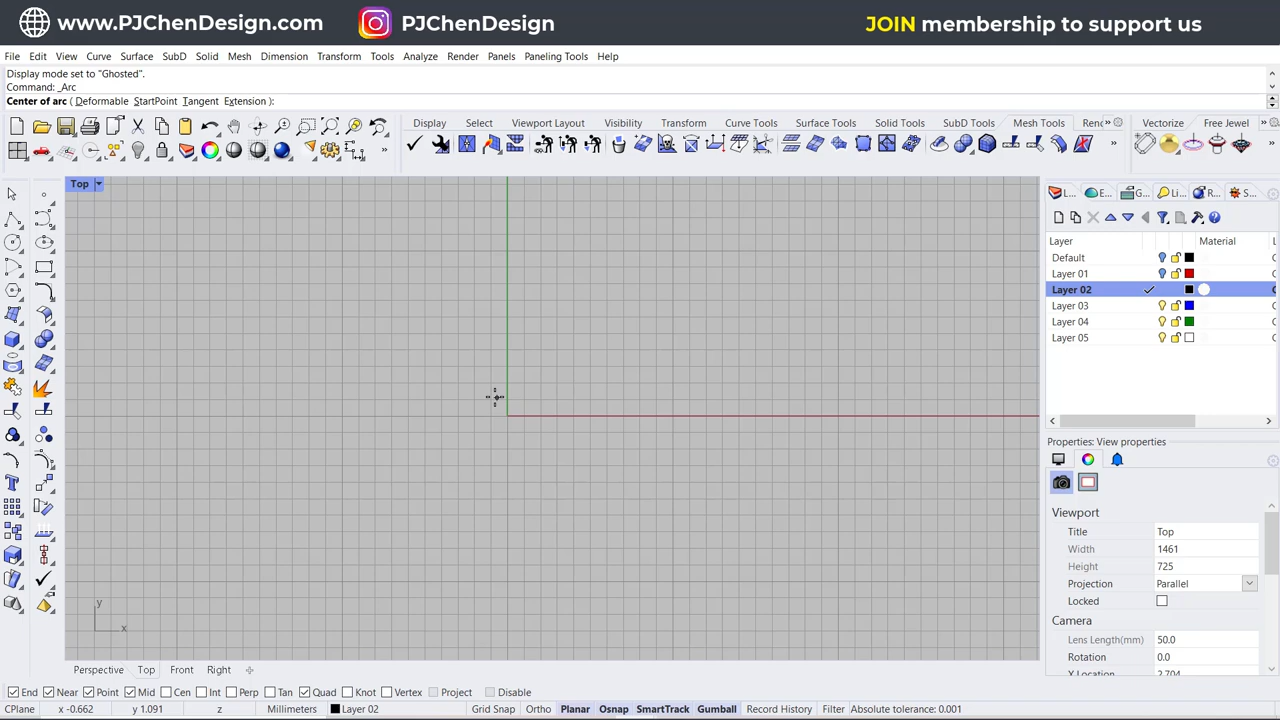 www.PJChenDesign.com PJChenDesign JOIN membership to support us
File Edit View Curve Surface SubD Solid Mesh Dimension Transform Tools Analyze Render Panels Paneling Tools Help
Display mode set to "Ghosted".
Command: _Arc
Center of arc ( Deformable StartPoint Tangent Extension ):
Display Select Viewport Layout Visibility Transform Curve Tools Surface Tools Solid Tools SubD Tools Mesh Tools Rend Vectorize Free Jewel
Top
L... E... G... Li... R... S...
Layer Material L
Default
Layer 01
Layer 02
Layer 03
Layer 04
Layer 05
Properties: View properties
Viewport
Title Top
Width 1461
Height 725
Projection Parallel
Locked
Camera
Lens Length(mm) 50.0
Rotation 0.0
X Location 2.704
y
x
Perspective Top Front Right
End Near Point Mid Cen Int Perp Tan Quad Knot Vertex Project Disable
CPlane x -0.662 y 1.091 z Millimeters Layer 02 Grid Snap Ortho Planar Osnap SmartTrack Gumball Record History Filter Absolute tolerance: 0.001